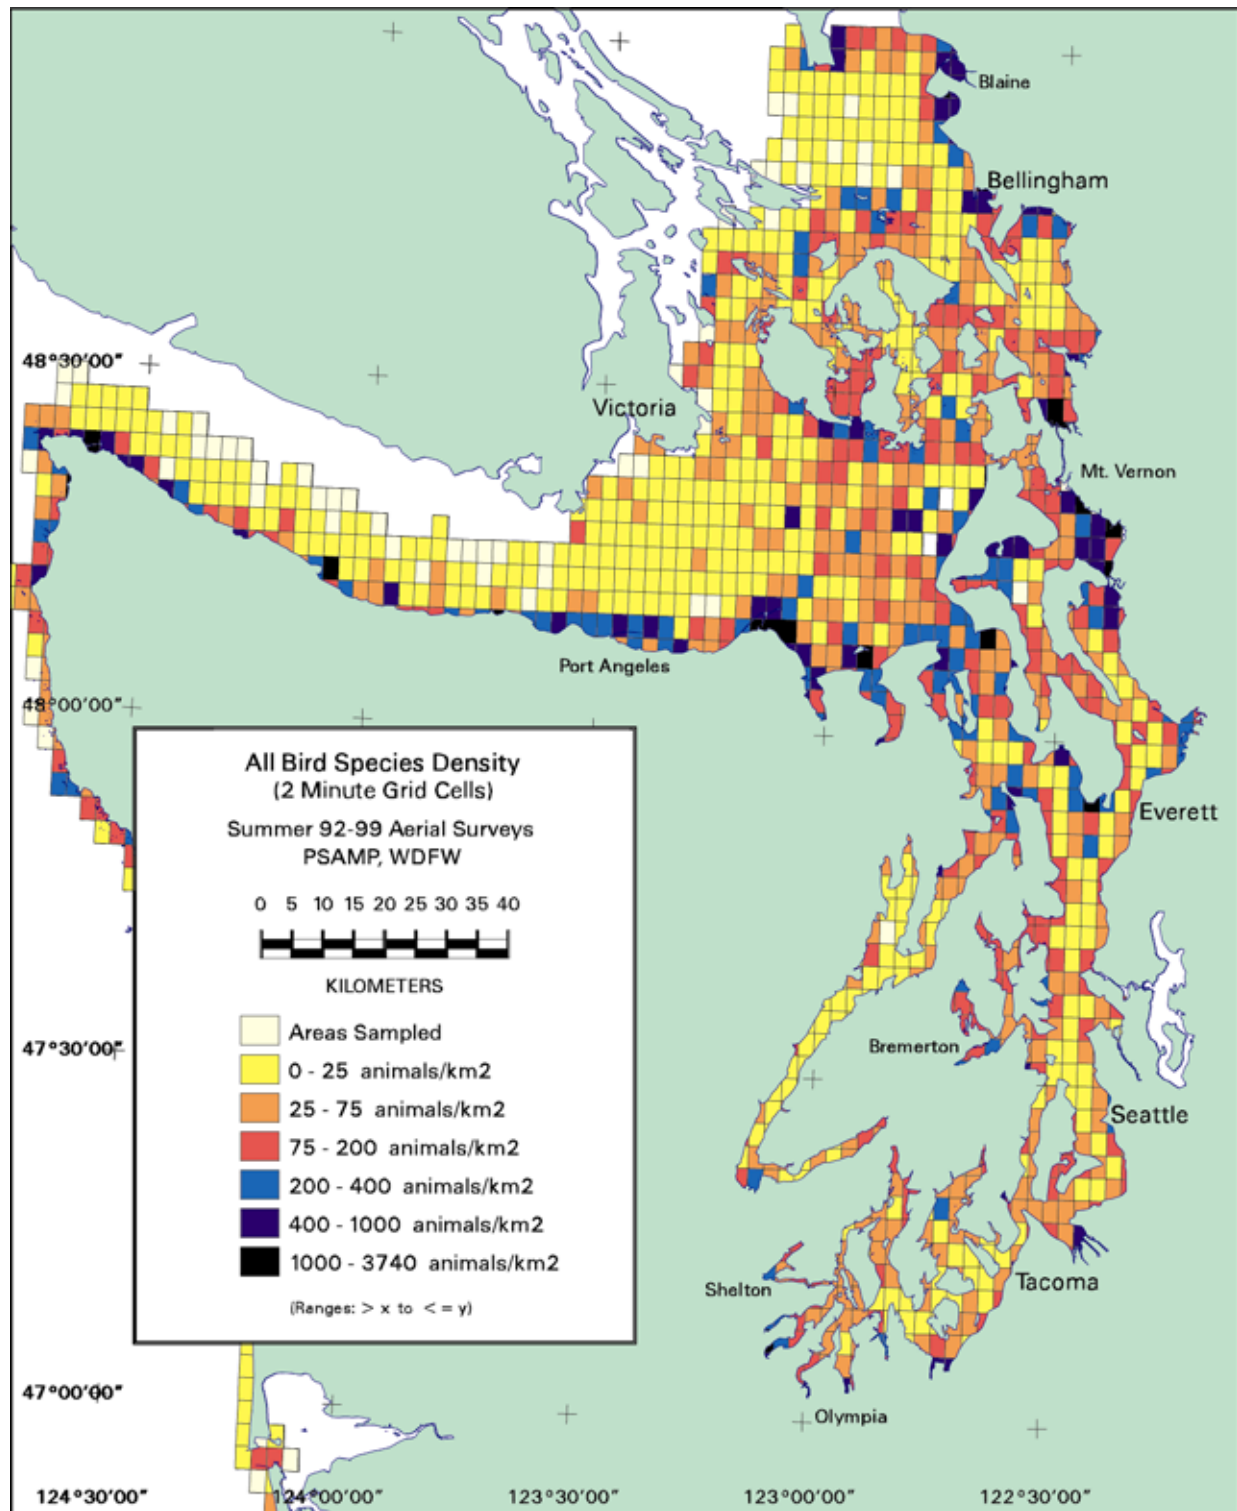 Blaine
Bellingham
48°30'00"
Victoria
Mt. Vernon
Port Angeles
48°00'00"
All Bird Species Density
(2 Minute Grid Cells)
Summer 92-99 Aerial Surveys
PSAMP, WDFW
0 5 10 15 20 25 30 35 40
KILOMETERS
Areas Sampled
0 - 25 animals/km2
25 - 75 animals/km2
75 - 200 animals/km2
200 - 400 animals/km2
400 - 1000 animals/km2
1000 - 3740 animals/km2
(Ranges: > x to < = y)
Everett
47°30'00"
Bremerton
Seattle
Shelton
Tacoma
47°00'00"
Olympia
124°30'00" 124°00'00" 123°30'00" 123°00'00" 122°30'00"